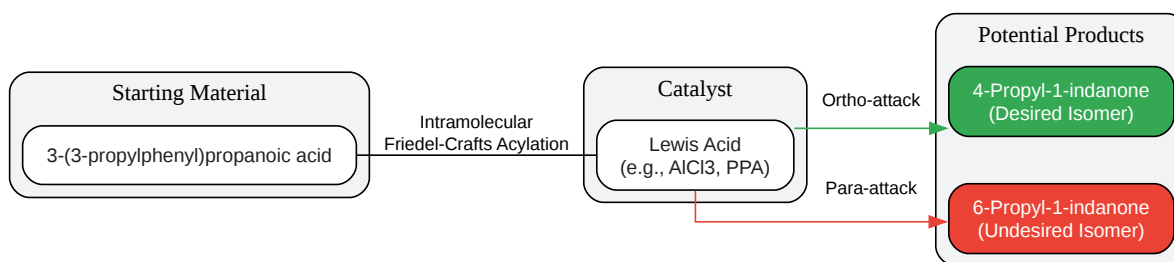 Starting Material
3-(3-propylphenyl)propanoic acid
Intramolecular
Friedel-Crafts Acylation
Catalyst
Lewis Acid
(e.g., AlCl3, PPA)
Ortho-attack
Para-attack
Potential Products
4-Propyl-1-indanone
(Desired Isomer)
6-Propyl-1-indanone
(Undesired Isomer)